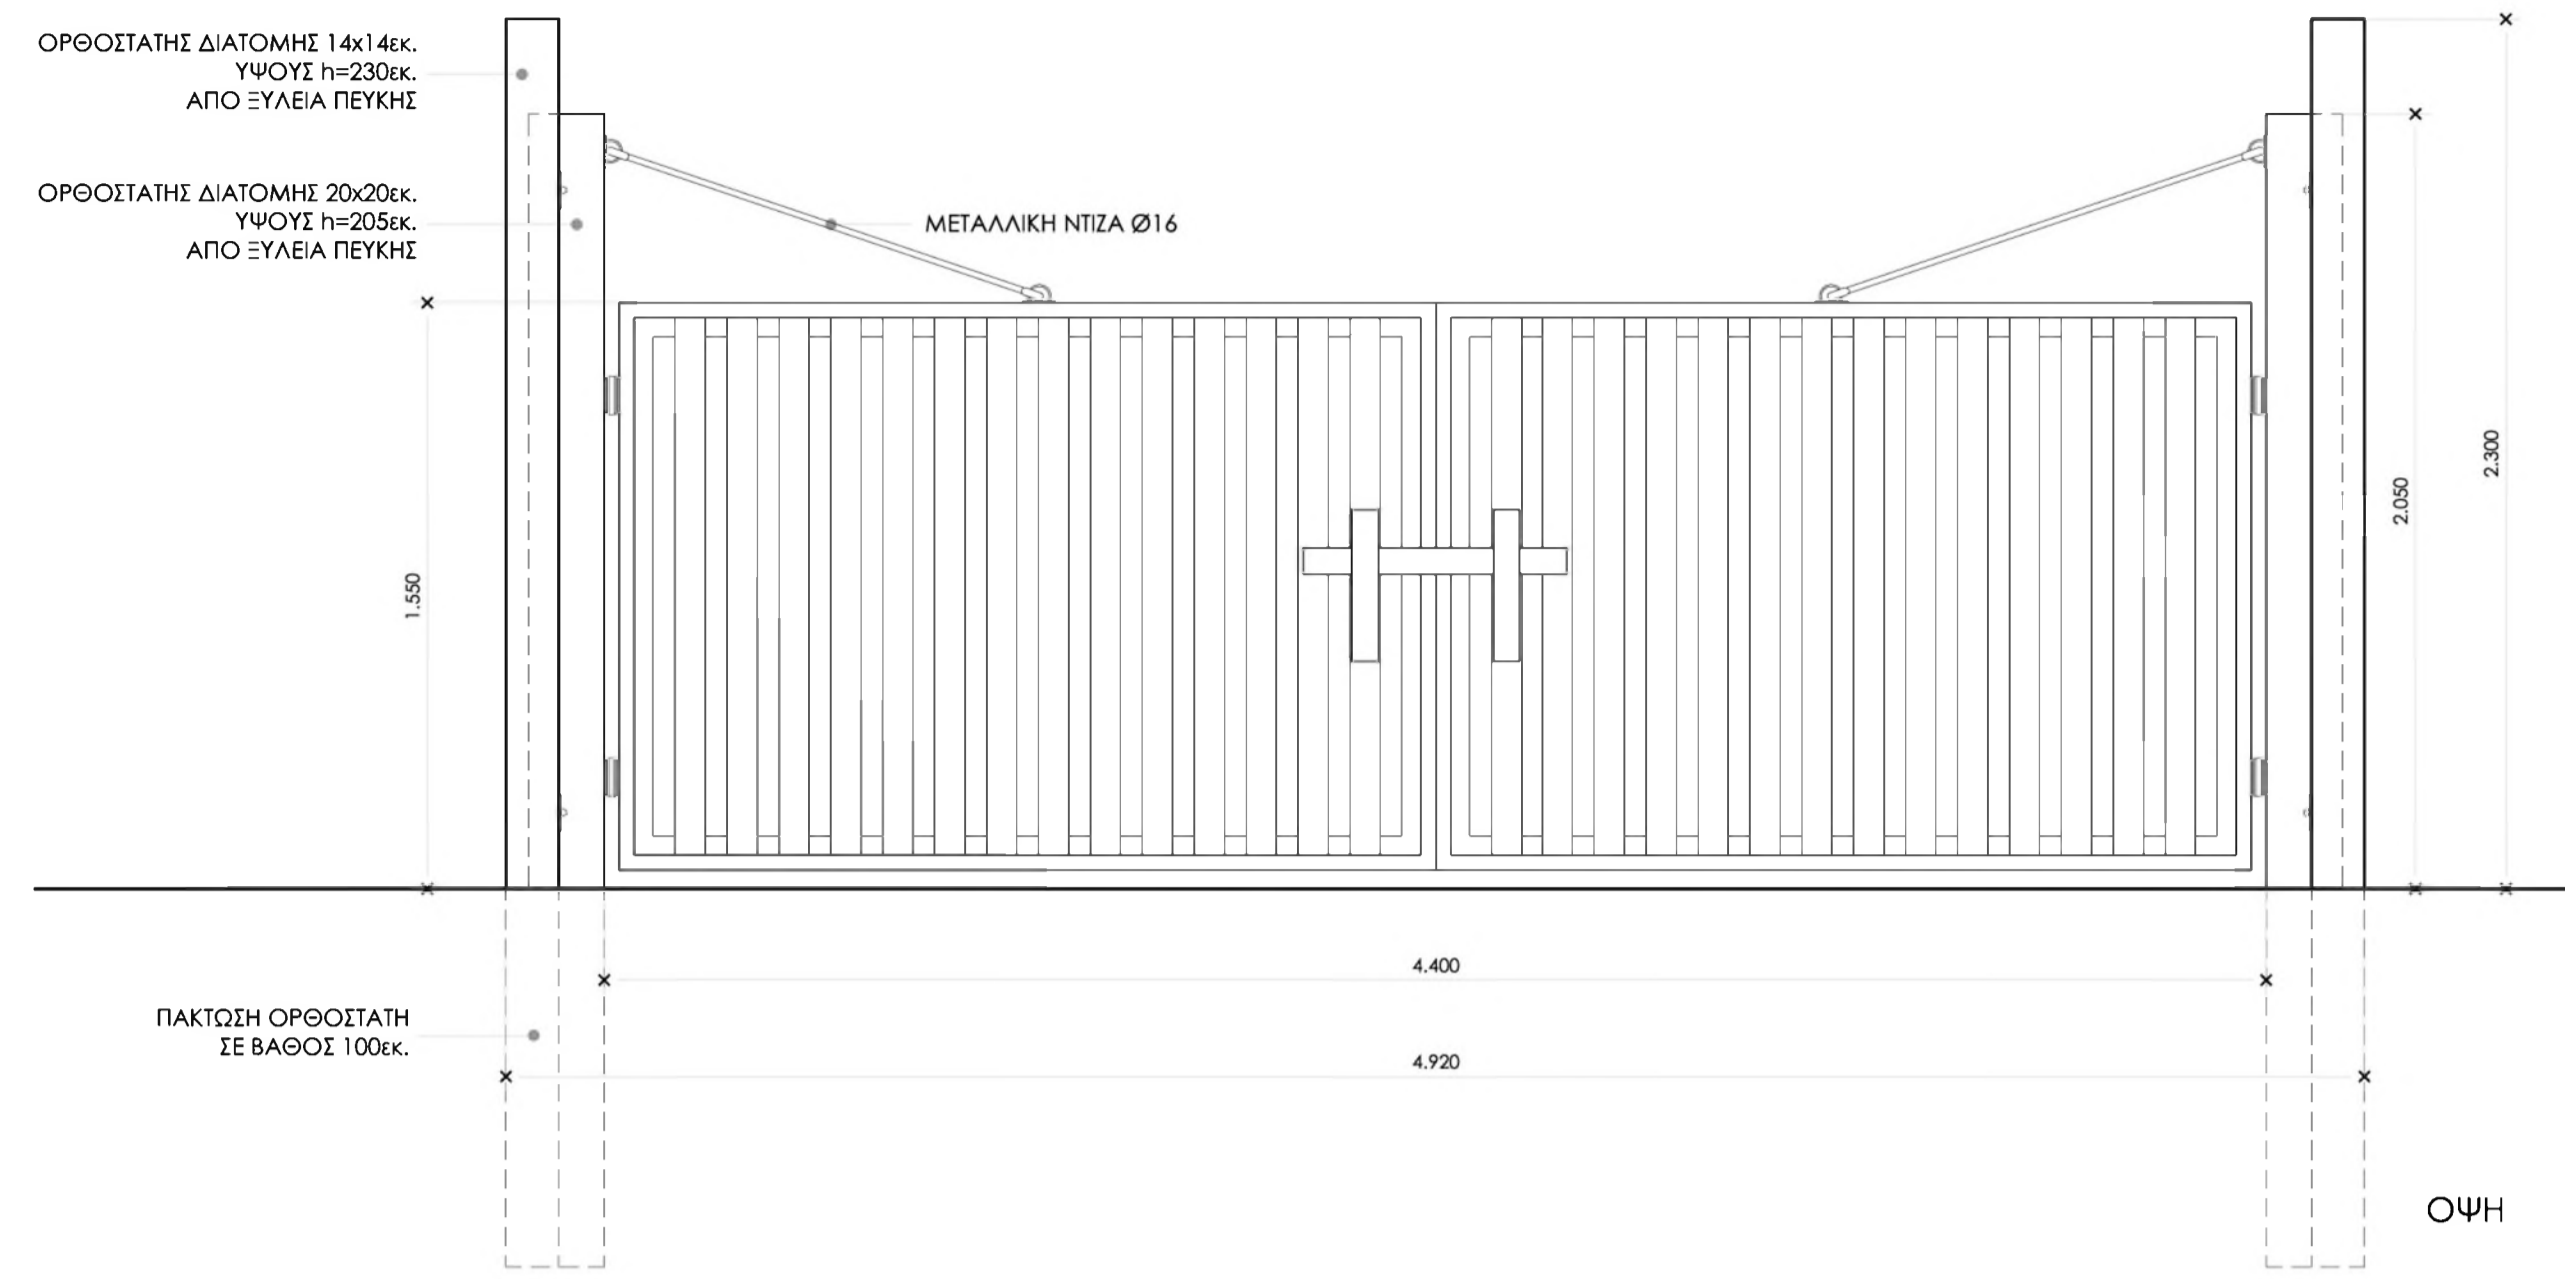 ΟΡΘΟΣΤΑΤΗΣ ΔΙΑΤΟΜΗΣ 14x14εκ.
ΥΨΟΥΣ h=230εκ.
ΑΠΟ ΞΥΛΕΙΑ ΠΕΥΚΗΣ
ΟΡΘΟΣΤΑΤΗΣ ΔΙΑΤΟΜΗΣ 20x20εκ.
ΥΨΟΥΣ h=205εκ.
ΑΠΟ ΞΥΛΕΙΑ ΠΕΥΚΗΣ
ΜΕΤΑΛΛΙΚΗ ΝΤΙΖΑ Ø16
1.550
2.050
2.300
4.400
ΠΑΚΤΩΣΗ ΟΡΘΟΣΤΑΤΗ
ΣΕ ΒΑΘΟΣ 100εκ.
4.920
ΟΨΗ